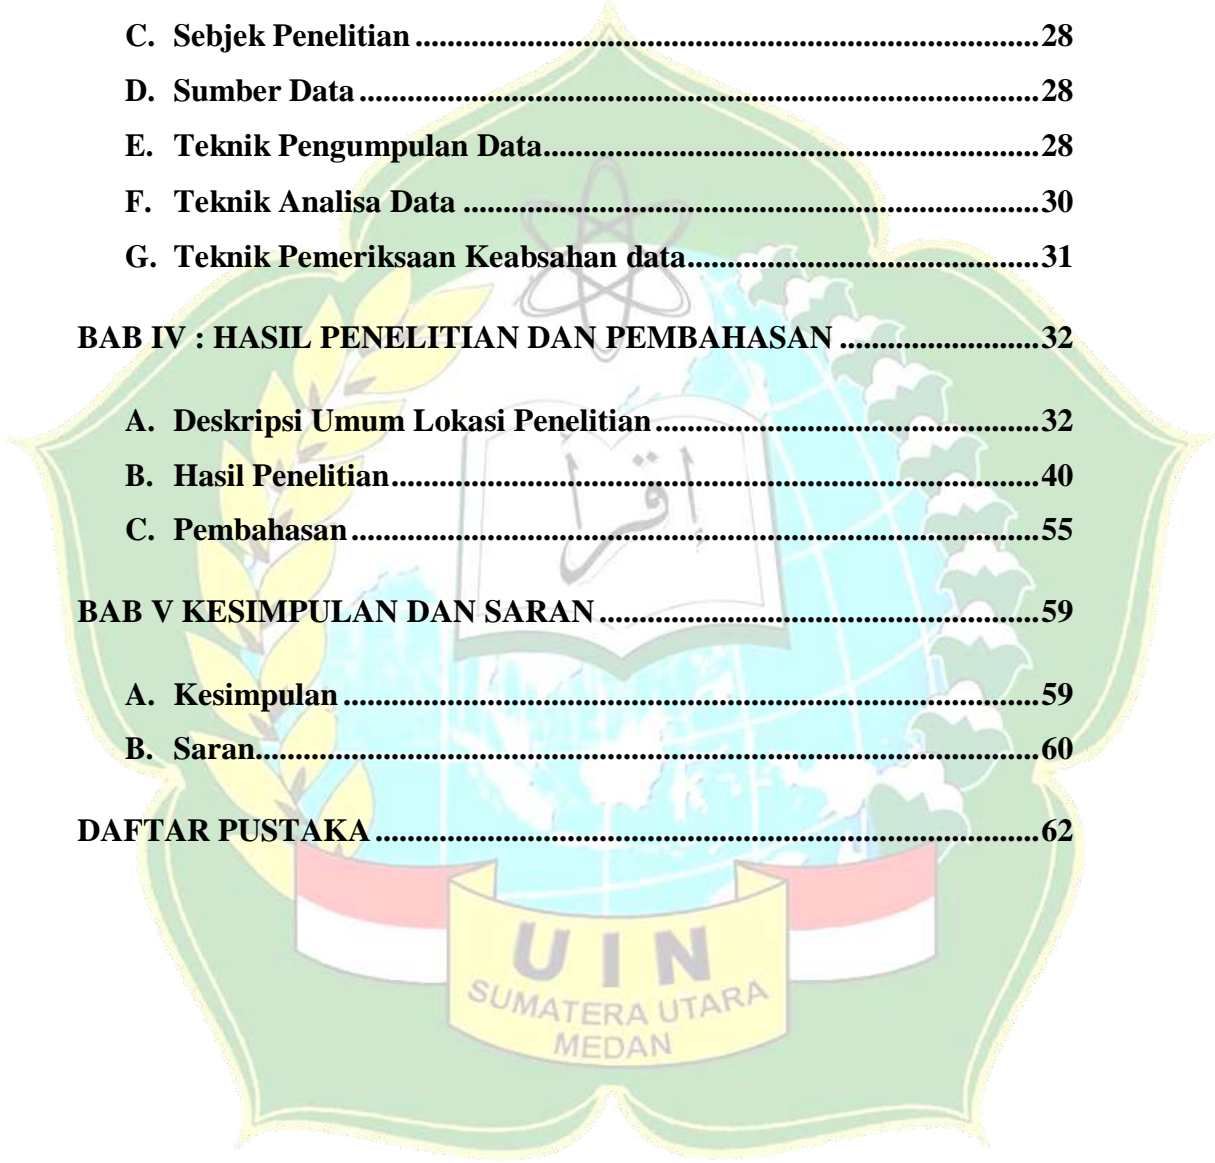 C. Sebjek Penelitian ........ 28
D. Sumber Data ........ 28
E. Teknik Pengumpulan Data ........ 28
F. Teknik Analisa Data ........ 30
G. Teknik Pemeriksaan Keabsahan data ........ 31
BAB IV : HASIL PENELITIAN DAN PEMBAHASAN ........ 32
A. Deskripsi Umum Lokasi Penelitian ........ 32
B. Hasil Penelitian ........ 40
C. Pembahasan ........ 55
BAB V KESIMPULAN DAN SARAN ........ 59
A. Kesimpulan ........ 59
B. Saran ........ 60
DAFTAR PUSTAKA ........ 62
إقرأ
UIN
SUMATERA UTARA
MEDAN